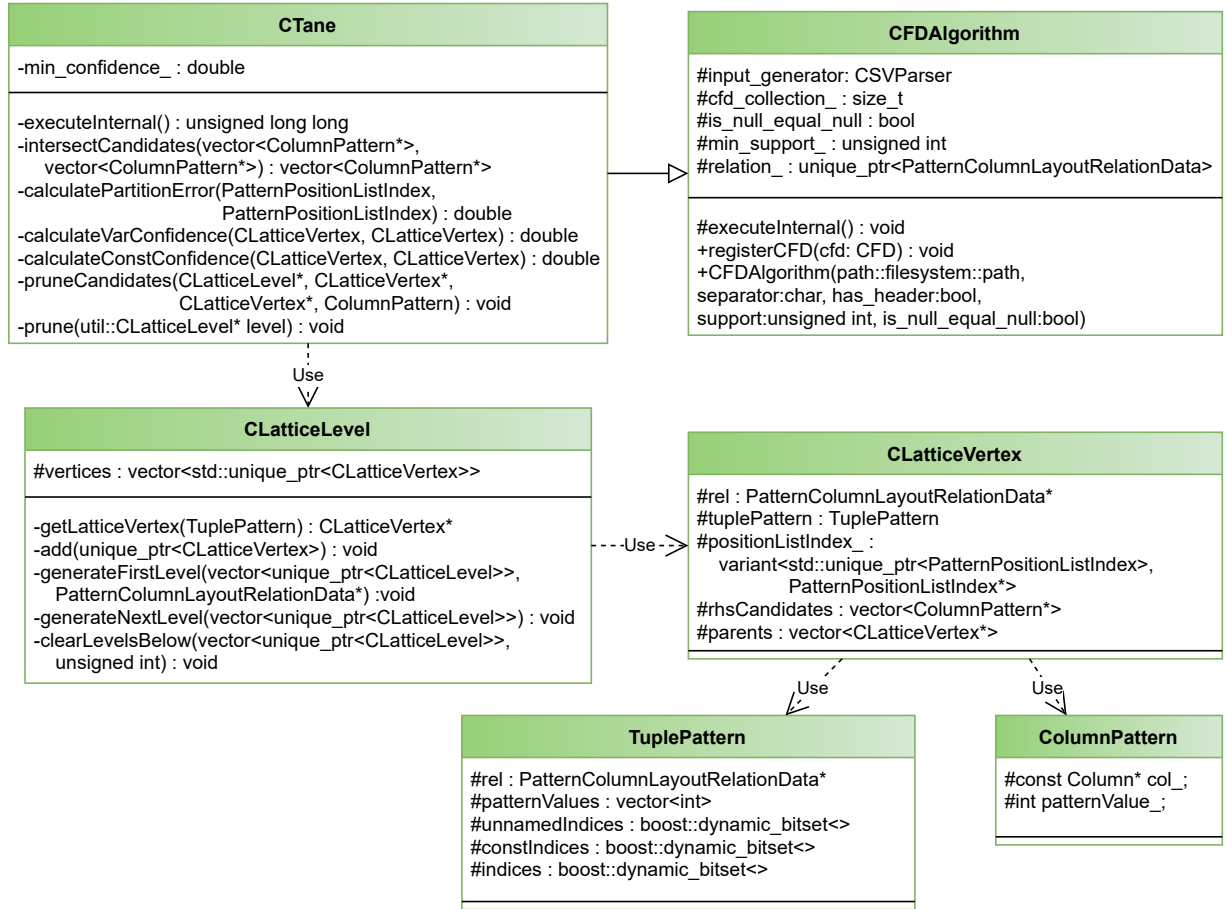 CTane
-min_confidence_ : double
-executeInternal() : unsigned long long
-intersectCandidates(vector<ColumnPattern*>,
vector<ColumnPattern*>) : vector<ColumnPattern*>
-calculatePartitionError(PatternPositionListIndex,
PatternPositionListIndex) : double
-calculateVarConfidence(CLatticeVertex, CLatticeVertex) : double
-calculateConstConfidence(CLatticeVertex, CLatticeVertex) : double
-pruneCandidates(CLatticeLevel*, CLatticeVertex*,
CLatticeVertex*, ColumnPattern) : void
-prune(util::CLatticeLevel* level) : void
CFDAlgorithm
#input_generator: CSVParser
#cfd_collection_ : size_t
#is_null_equal_null : bool
#min_support_ : unsigned int
#relation_ : unique_ptr<PatternColumnLayoutRelationData>
#executeInternal() : void
+registerCFD(cfd: CFD) : void
+CFDAlgorithm(path::filesystem::path,
separator:char, has_header:bool,
support:unsigned int, is_null_equal_null:bool)
Use
CLatticeLevel
#vertices : vector<std::unique_ptr<CLatticeVertex>>
-getLatticeVertex(TuplePattern) : CLatticeVertex*
-add(unique_ptr<CLatticeVertex>) : void
-generateFirstLevel(vector<unique_ptr<CLatticeLevel>>,
PatternColumnLayoutRelationData*) :void
-generateNextLevel(vector<unique_ptr<CLatticeLevel>>) : void
-clearLevelsBelow(vector<unique_ptr<CLatticeLevel>>,
unsigned int) : void
Use
CLatticeVertex
#rel : PatternColumnLayoutRelationData*
#tuplePattern : TuplePattern
#positionListIndex_ :
variant<std::unique_ptr<PatternPositionListIndex>,
PatternPositionListIndex*>
#rhsCandidates : vector<ColumnPattern*>
#parents : vector<CLatticeVertex*>
Use
Use
TuplePattern
#rel : PatternColumnLayoutRelationData*
#patternValues : vector<int>
#unnamedIndices : boost::dynamic_bitset<>
#constIndices : boost::dynamic_bitset<>
#indices : boost::dynamic_bitset<>
ColumnPattern
#const Column* col_;
#int patternValue_;